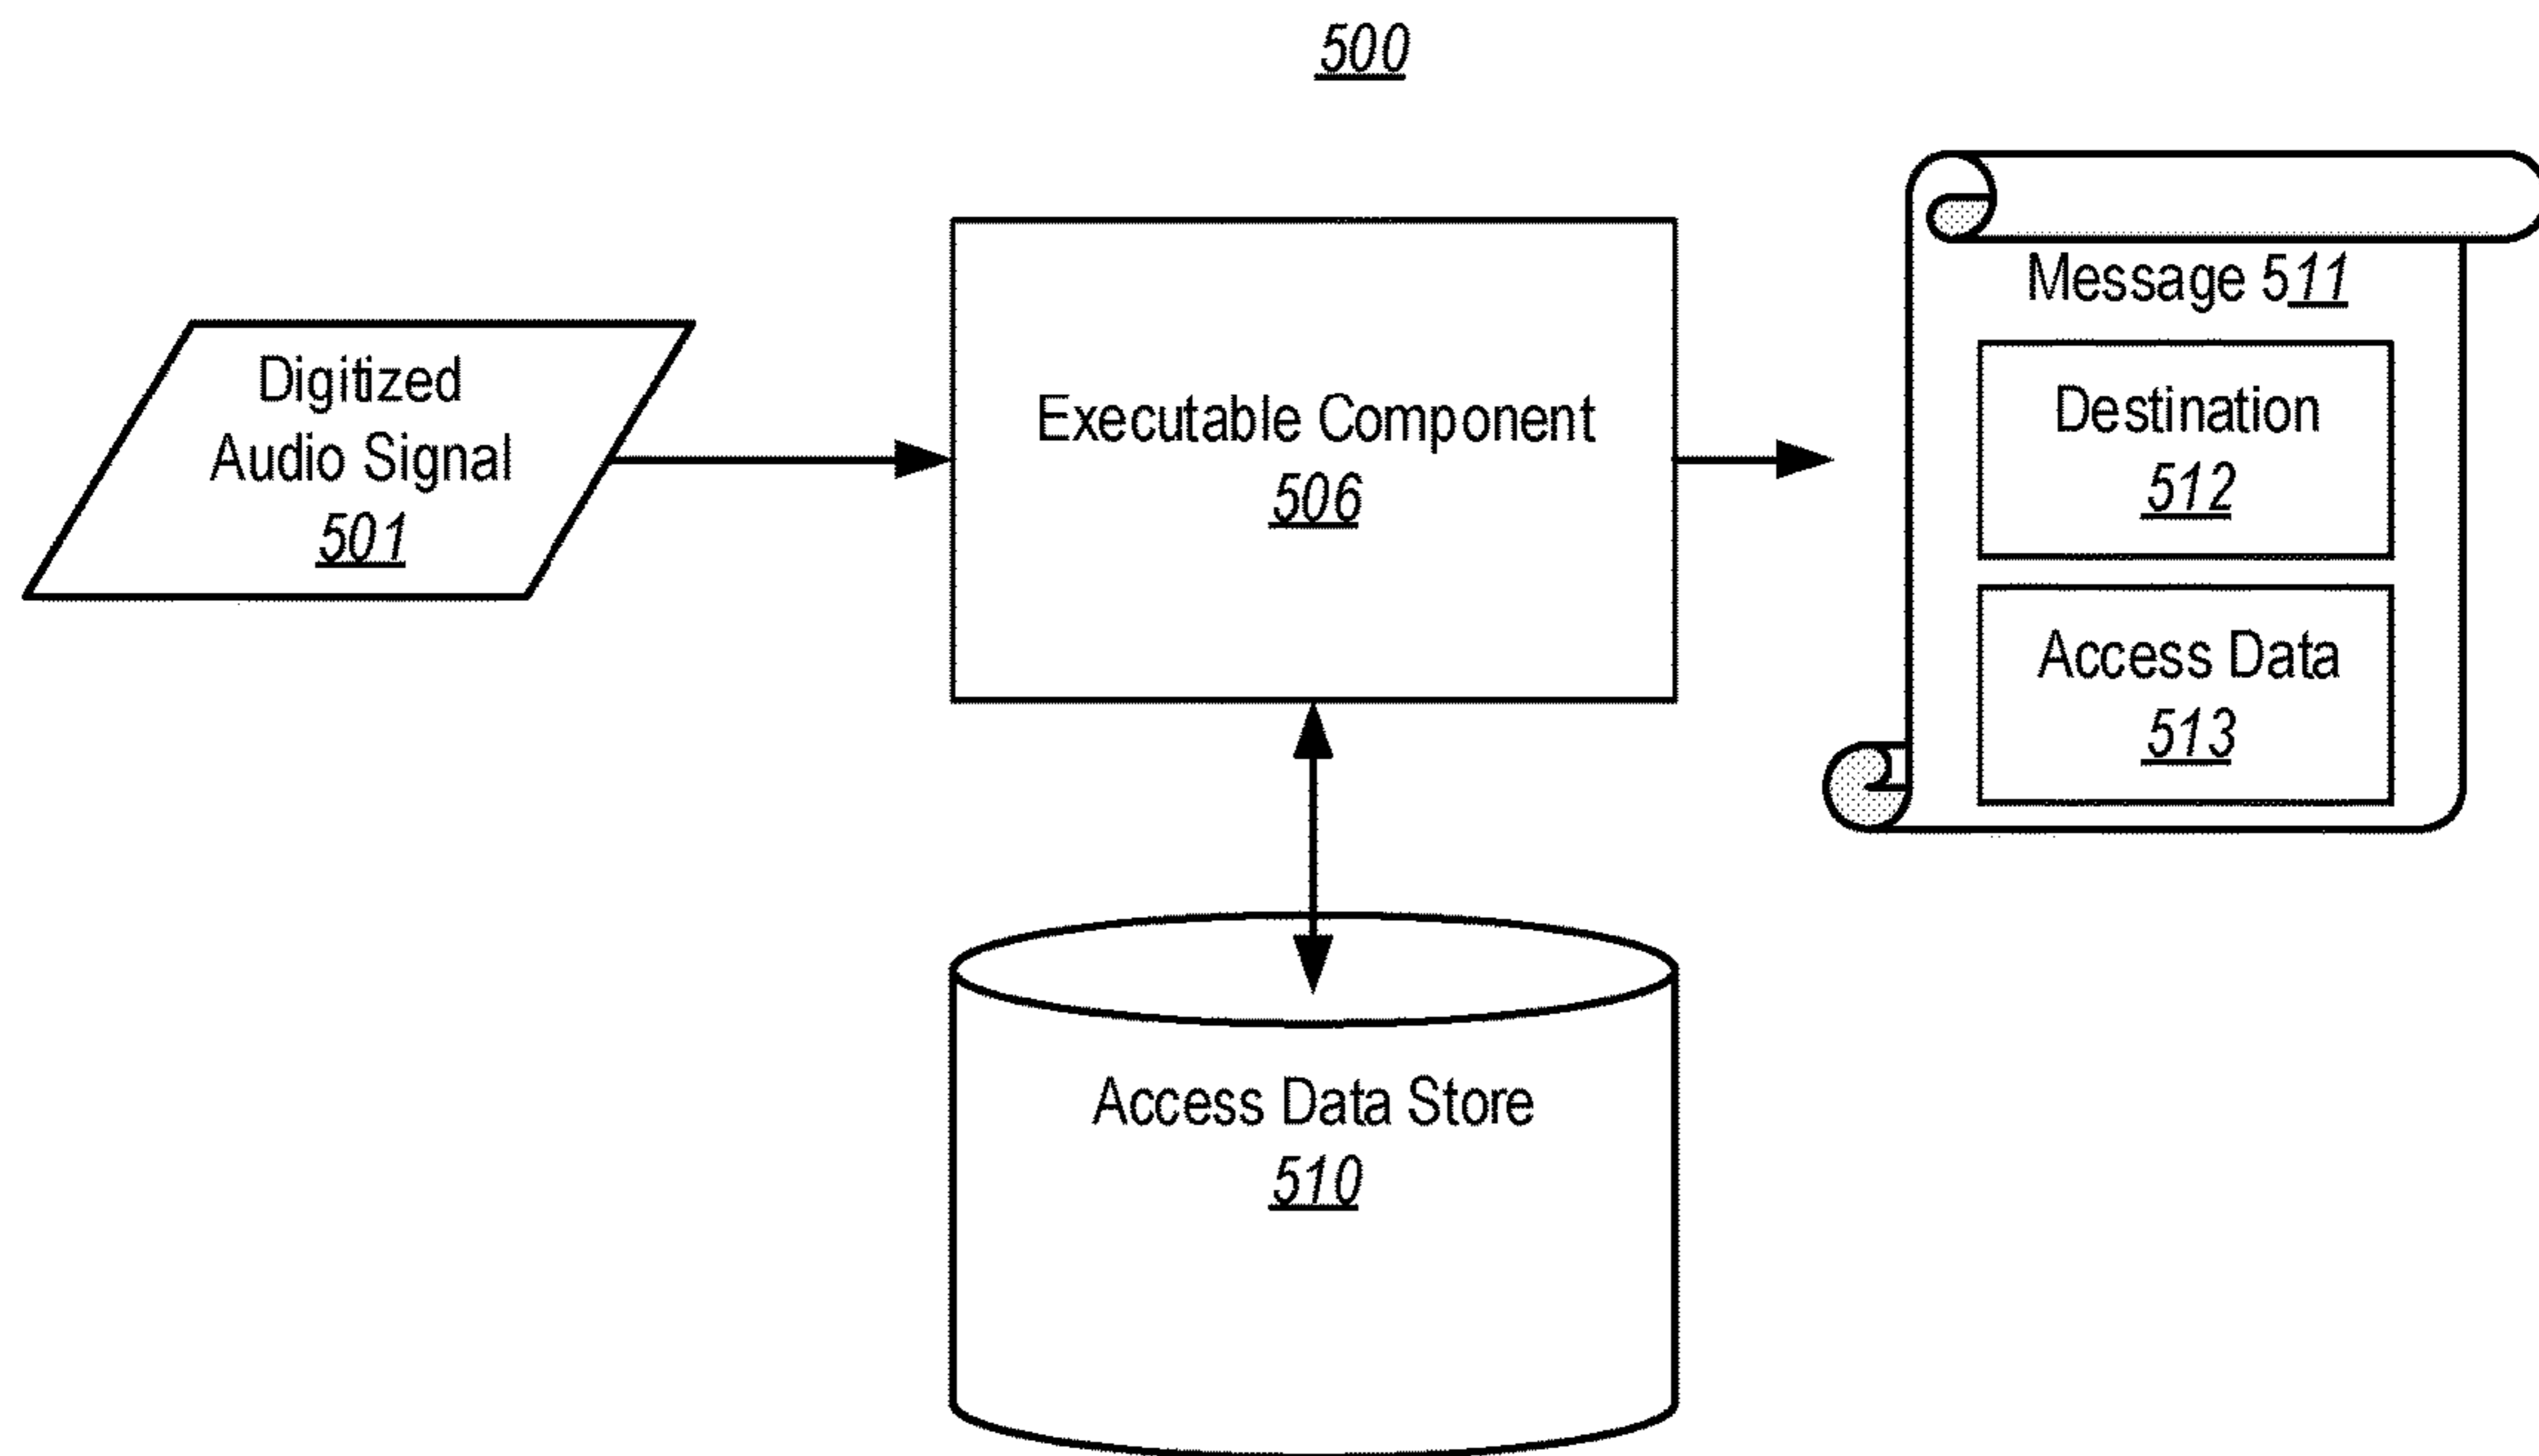 500
Digitized
Audio Signal
501
Executable Component
506
Message 511
Destination
512
Access Data
513
Access Data Store
510